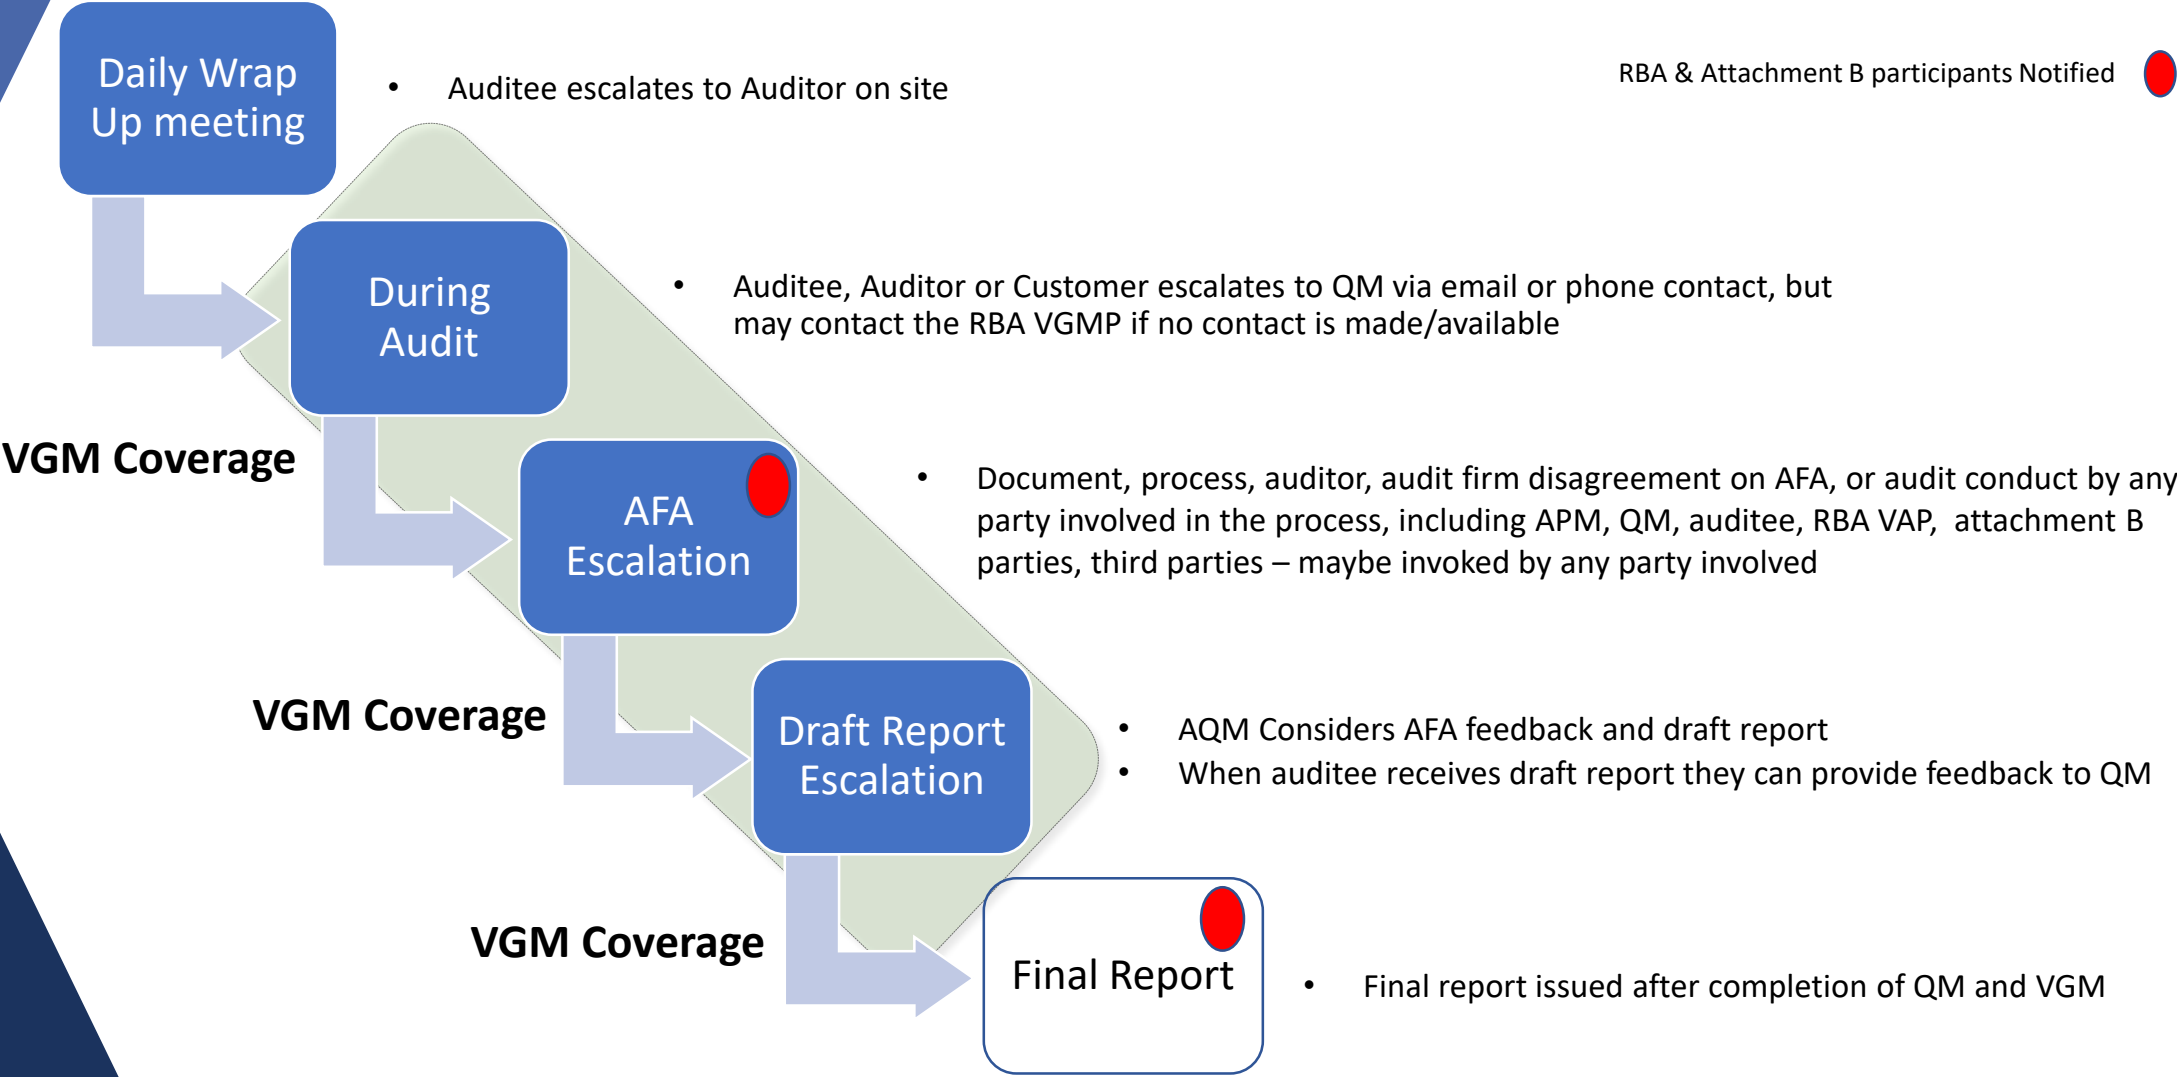 Daily Wrap
Up meeting
• Auditee escalates to Auditor on site
RBA & Attachment B participants Notified
During
Audit
• Auditee, Auditor or Customer escalates to QM via email or phone contact, but
may contact the RBA VGMP if no contact is made/available
VGM Coverage
AFA
Escalation
• Document, process, auditor, audit firm disagreement on AFA, or audit conduct by any
party involved in the process, including APM, QM, auditee, RBA VAP, attachment B
parties, third parties – maybe invoked by any party involved
VGM Coverage
Draft Report
Escalation
• AQM Considers AFA feedback and draft report
• When auditee receives draft report they can provide feedback to QM
VGM Coverage
Final Report
• Final report issued after completion of QM and VGM